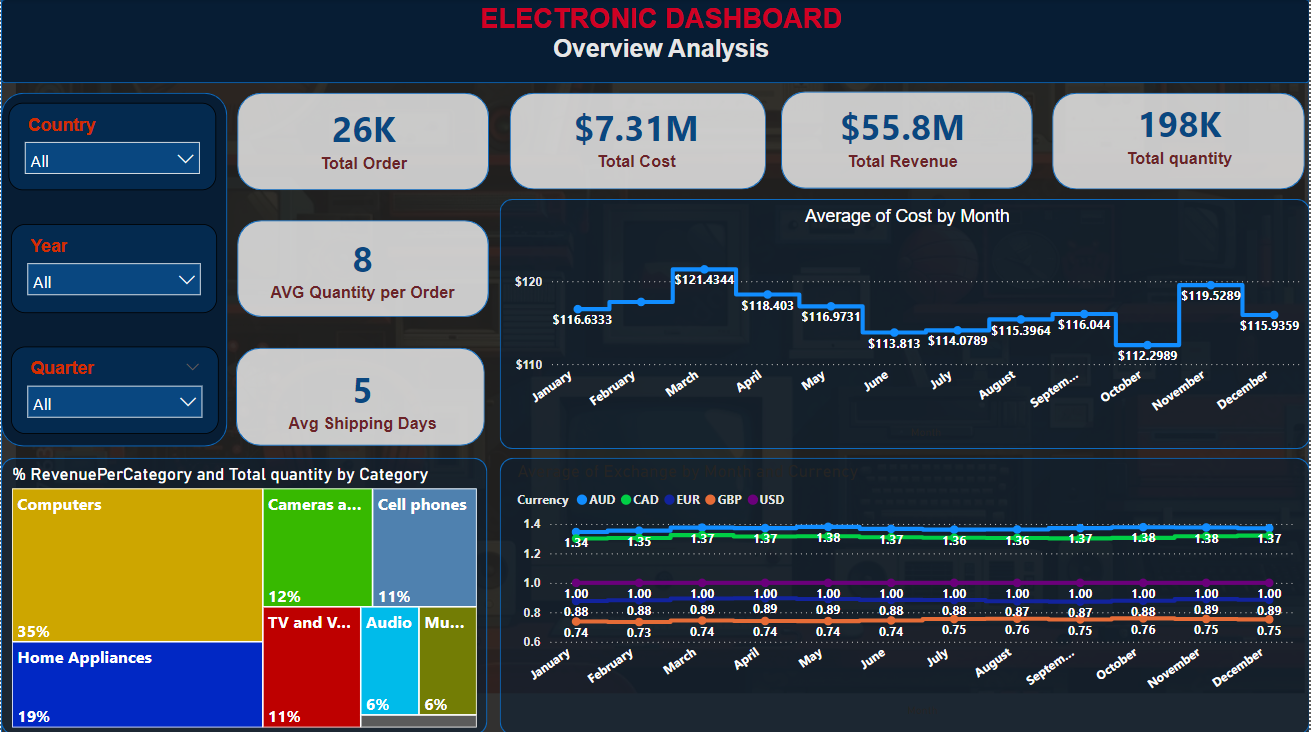 ELECTRONIC DASHBOARD
Overview Analysis
Country
All
Year
All
Quarter
All
26K
Total Order
$7.31M
Total Cost
$55.8M
Total Revenue
198K
Total quantity
8
AVG Quantity per Order
5
Avg Shipping Days
Average of Cost by Month
$120
$110
$116.6333
$121.4344
$118.403
$116.9731
$113.813
$114.0789
$115.3964
$116.044
$112.2989
$119.5289
$115.9359
January February March April May June July August Septem... October November December
% RevenuePerCategory and Total quantity by Category
Computers
35%
Home Appliances
19%
Cameras a...
12%
Cell phones
11%
TV and V...
11%
Audio
6%
Mu...
6%
Average of Exchange by Month and Currency
Currency AUD CAD EUR GBP USD
1.4
1.2
1.0
0.8
0.6
1.34 1.35 1.37 1.37 1.38 1.37 1.36 1.36 1.37 1.38 1.38 1.37
1.00 1.00 1.00 1.00 1.00 1.00 1.00 1.00 1.00 1.00 1.00 1.00
0.88 0.88 0.89 0.89 0.89 0.88 0.88 0.87 0.87 0.88 0.89 0.89
0.74 0.73 0.74 0.74 0.74 0.74 0.75 0.76 0.75 0.76 0.75 0.75
January February March April May June July August Septem... October November December